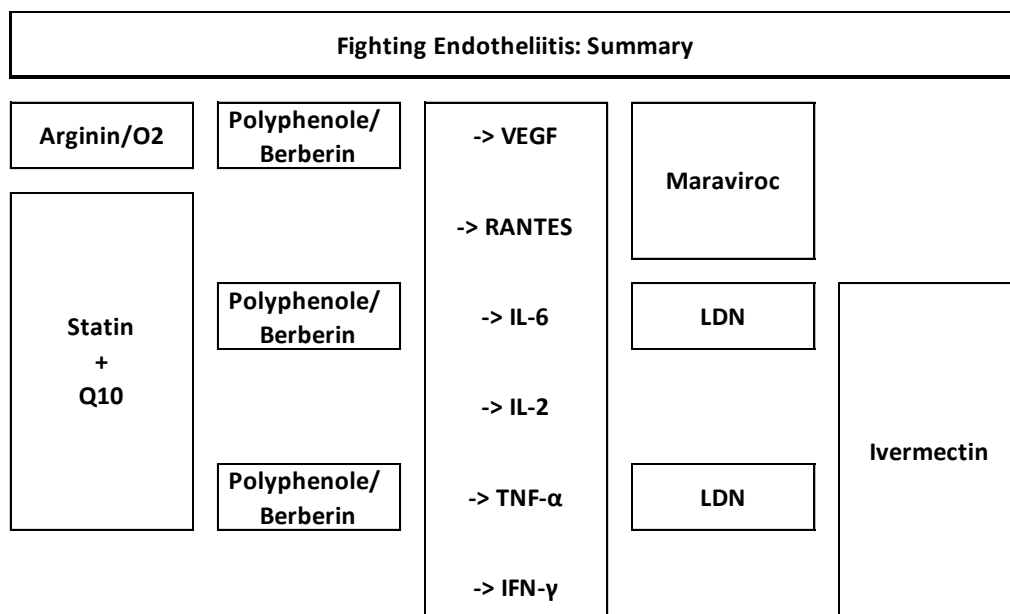 Fighting Endotheliitis: Summary
Arginin/O2
Polyphenole/
Berberin
-> VEGF
Maraviroc
-> RANTES
Statin
+
Q10
Polyphenole/
Berberin
-> IL-6
LDN
-> IL-2
Ivermectin
Polyphenole/
Berberin
-> TNF-α
LDN
-> IFN-γ